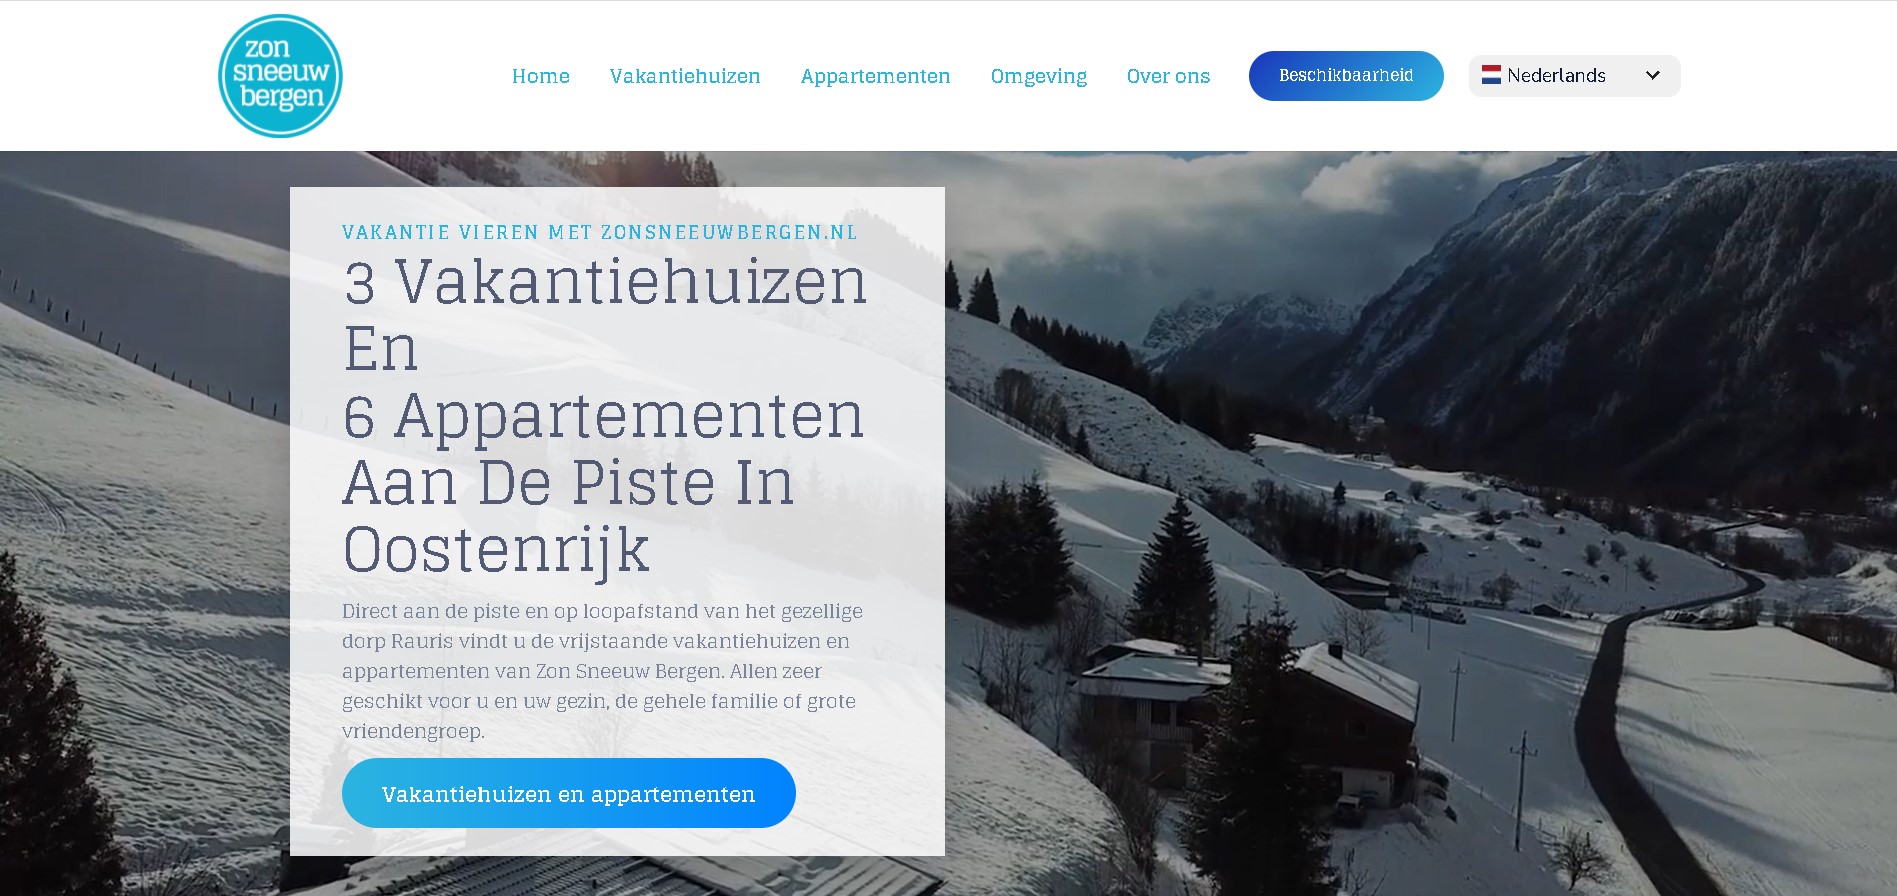 zon
sneeuw
bergen
Home
Vakantiehuizen
Appartementen
Omgeving
Over ons
Beschikbaarheid
Nederlands
VAKANTIE VIEREN MET ZONSNEEUWBERGEN.NL
3 Vakantiehuizen
En
6 Appartementen
Aan De Piste In
Oostenrijk
Direct aan de piste en op loopafstand van het gezellige
dorp Rauris vindt u de vrijstaande vakantiehuizen en
appartementen van Zon Sneeuw Bergen. Allen zeer
geschikt voor u en uw gezin, de gehele familie of grote
vriendengroep.
Vakantiehuizen en appartementen